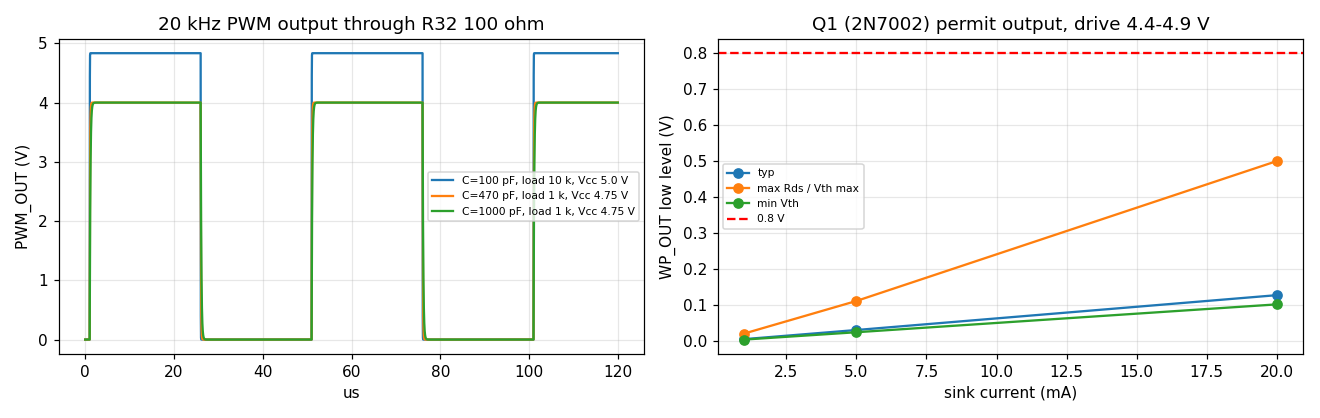 20 kHz PWM output through R32 100 ohm
5
4
3
2
1
0
PWM_OUT (V)
C=100 pF, load 10 k, Vcc 5.0 V
C=470 pF, load 1 k, Vcc 4.75 V
C=1000 pF, load 1 k, Vcc 4.75 V
0 20 40 60 80 100 120
us
Q1 (2N7002) permit output, drive 4.4-4.9 V
0.8
0.7
0.6
0.5
0.4
0.3
0.2
0.1
0.0
WP_OUT low level (V)
typ
max Rds / Vth max
min Vth
0.8 V
2.5 5.0 7.5 10.0 12.5 15.0 17.5 20.0
sink current (mA)